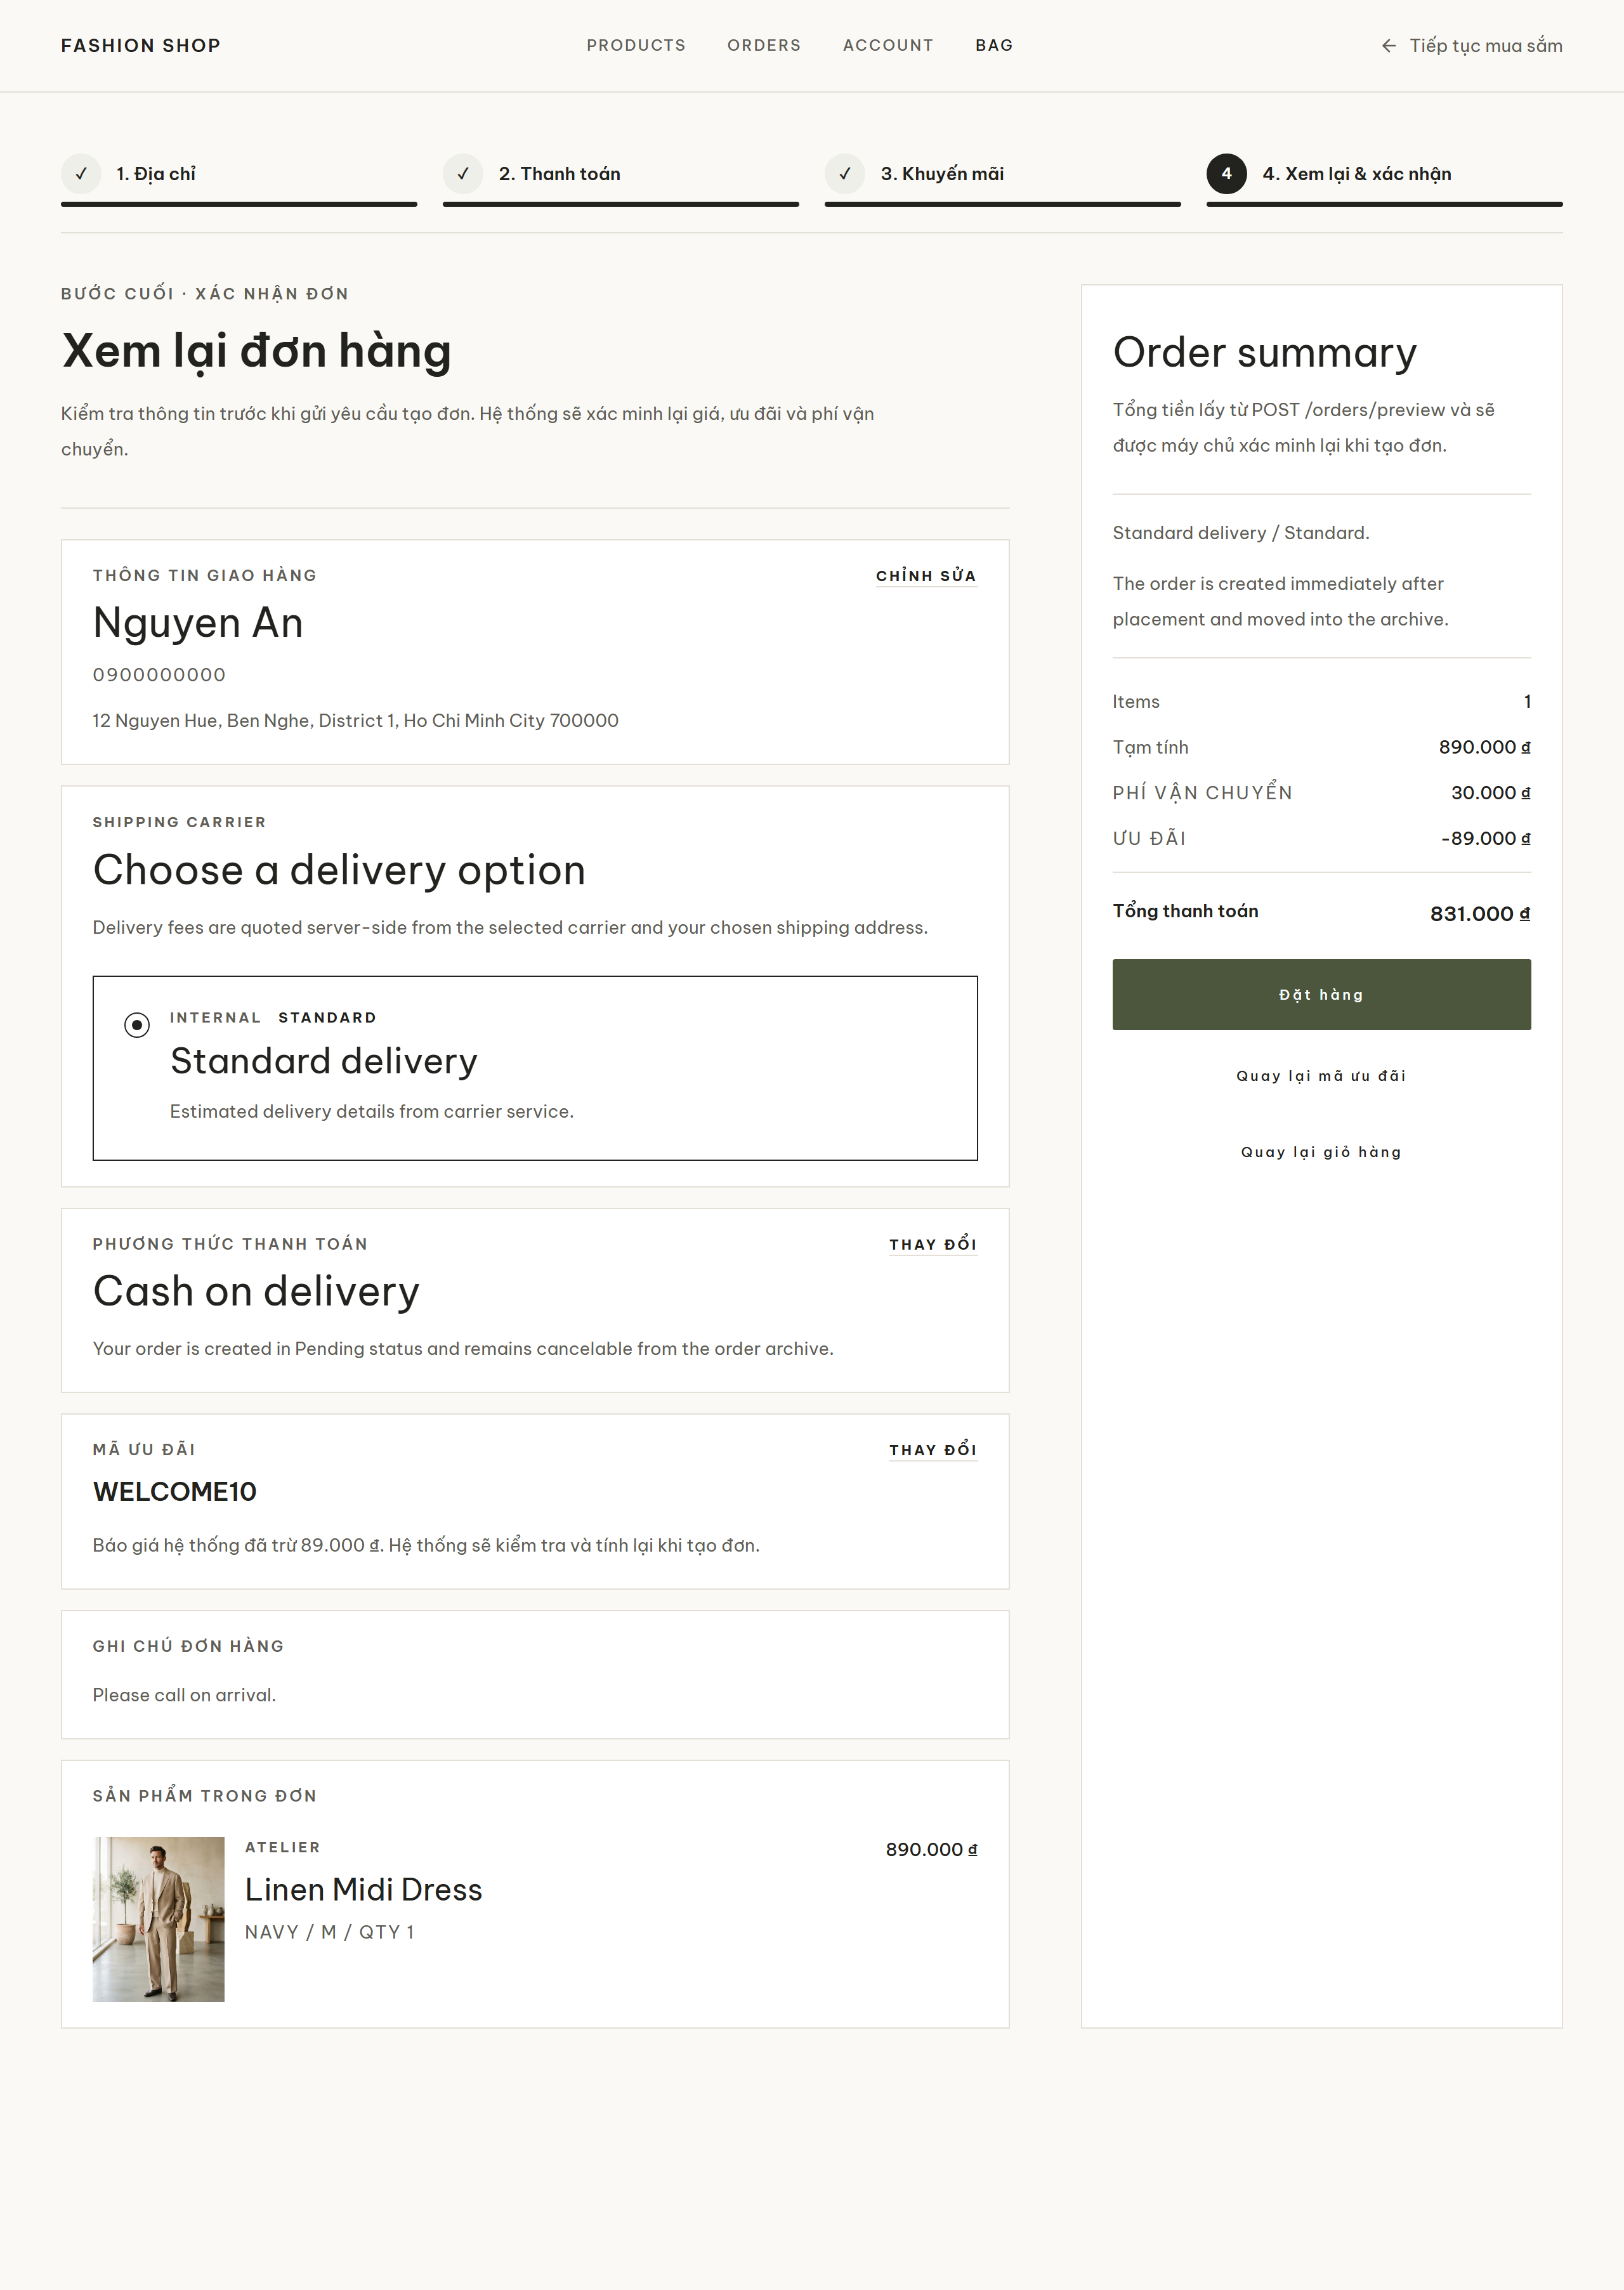 FASHION SHOP
PRODUCTS
ORDERS
ACCOUNT
BAG
← Tiếp tục mua sắm
✓ 1. Địa chỉ
✓ 2. Thanh toán
✓ 3. Khuyến mãi
4 4. Xem lại & xác nhận
BƯỚC CUỐI · XÁC NHẬN ĐƠN
Xem lại đơn hàng
Kiểm tra thông tin trước khi gửi yêu cầu tạo đơn. Hệ thống sẽ xác minh lại giá, ưu đãi và phí vận
chuyển.
THÔNG TIN GIAO HÀNG
CHỈNH SỬA
Nguyen An
0900000000
12 Nguyen Hue, Ben Nghe, District 1, Ho Chi Minh City 700000
SHIPPING CARRIER
Choose a delivery option
Delivery fees are quoted server-side from the selected carrier and your chosen shipping address.
INTERNAL STANDARD
Standard delivery
Estimated delivery details from carrier service.
PHƯƠNG THỨC THANH TOÁN
THAY ĐỔI
Cash on delivery
Your order is created in Pending status and remains cancelable from the order archive.
MÃ ƯU ĐÃI
THAY ĐỔI
WELCOME10
Báo giá hệ thống đã trừ 89.000 ₫. Hệ thống sẽ kiểm tra và tính lại khi tạo đơn.
GHI CHÚ ĐƠN HÀNG
Please call on arrival.
SẢN PHẨM TRONG ĐƠN
ATELIER
890.000 ₫
Linen Midi Dress
NAVY / M / QTY 1
Order summary
Tổng tiền lấy từ POST /orders/preview và sẽ
được máy chủ xác minh lại khi tạo đơn.
Standard delivery / Standard.
The order is created immediately after
placement and moved into the archive.
Items 1
Tạm tính 890.000 ₫
PHÍ VẬN CHUYỂN 30.000 ₫
ƯU ĐÃI -89.000 ₫
Tổng thanh toán 831.000 ₫
Đặt hàng
Quay lại mã ưu đãi
Quay lại giỏ hàng